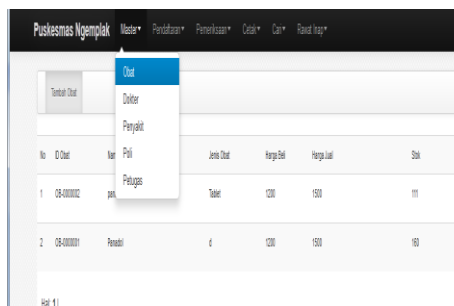 Puskesmas Ngemplak Master Pendaftaran Pemeriksaan Cetak Cari Rawat Inap
Obat
Dokter
Penyakit
Poli
Petugas
Tambah Obat
No ID Obat Jenis Obat Harga Beli Harga Jual Stok
1 OB-0000002 Tablet 1200 1500 111
2 OB-0000001 Panadol d 1200 1500 160
Hal: 1 |